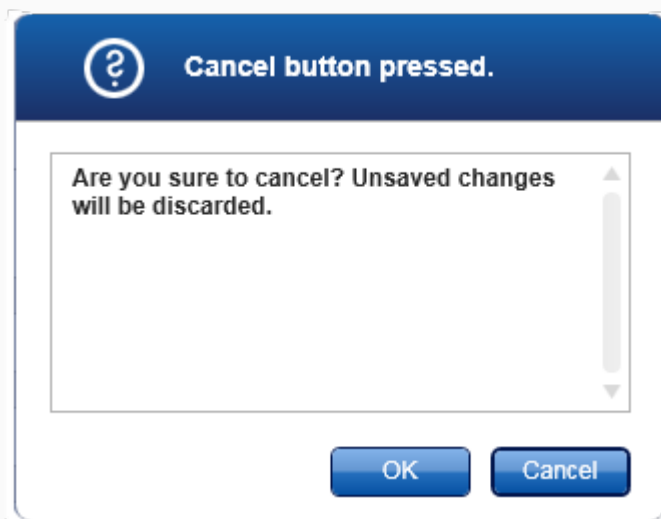 Cancel button pressed.
Are you sure to cancel? Unsaved changes
will be discarded.
OK
Cancel